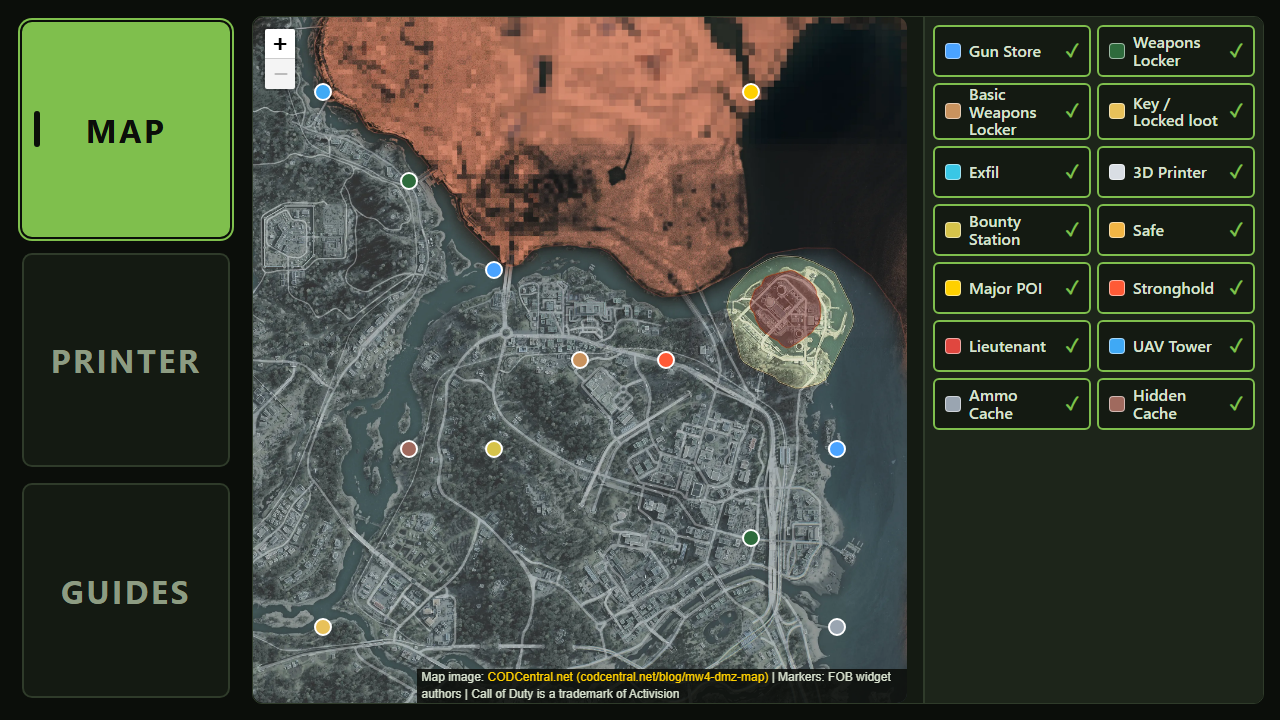 MAP
PRINTER
GUIDES
+
−
Gun Store ✓
Weapons
Locker ✓
Basic
Weapons
Locker ✓
Key /
Locked loot ✓
Exfil ✓
3D Printer ✓
Bounty
Station ✓
Safe ✓
Major POI ✓
Stronghold ✓
Lieutenant ✓
UAV Tower ✓
Ammo
Cache ✓
Hidden
Cache ✓
Map image: CODCentral.net (codcentral.net/blog/mw4-dmz-map) | Markers: FOB widget
authors | Call of Duty is a trademark of Activision